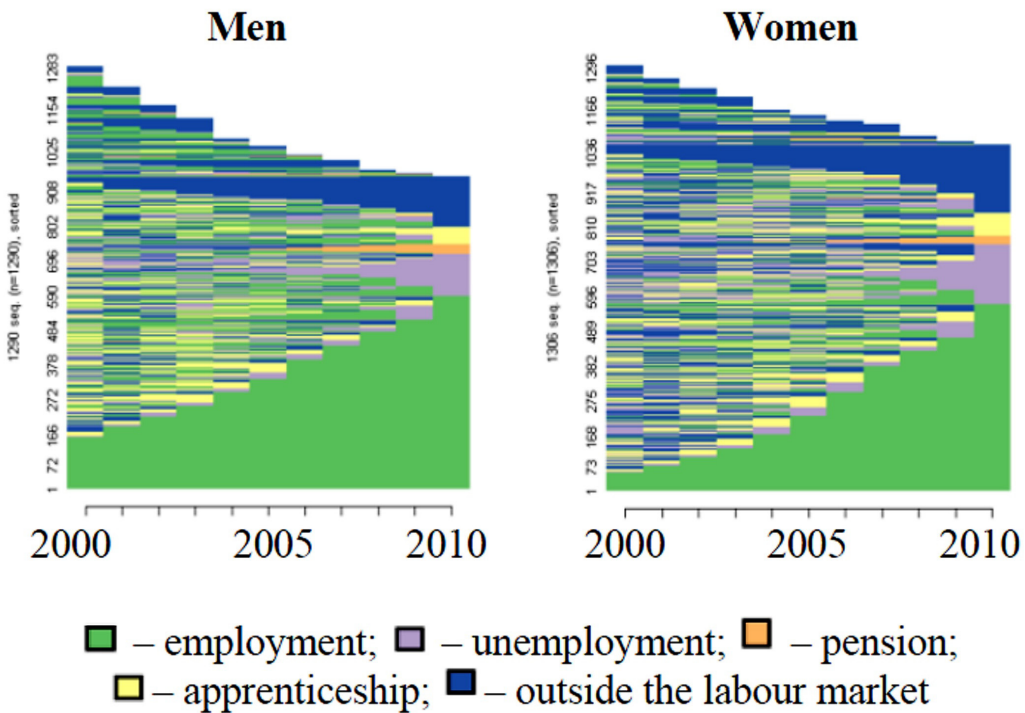 Men
Women
1290 seq. (n=1290), sorted
1 72 166 272 378 484 590 696 802 908 1025 1154 1283
1306 seq. (n=1306), sorted
1 73 168 275 382 489 596 703 810 917 1036 1166 1296
2000 2005 2010
2000 2005 2010
– employment; – unemployment; – pension;
– apprenticeship; – outside the labour market